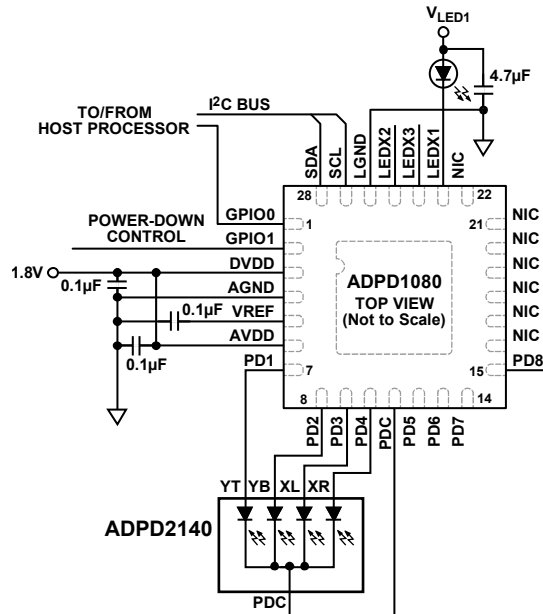 VLED1
4.7µF
I2C BUS
TO/FROM
HOST PROCESSOR
SDA
SCL
LGND
LEDX2
LEDX3
LEDX1
NIC
28
22
GPIO0
1
21
NIC
POWER-DOWN
CONTROL
GPIO1
NIC
1.8V
DVDD
NIC
0.1µF
AGND
NIC
0.1µF
VREF
NIC
AVDD
NIC
0.1µF
PD1
7
15
PD8
ADPD1080
TOP VIEW
(Not to Scale)
8
14
PD2
PD3
PD4
PDC
PD5
PD6
PD7
YT
YB
XL
XR
ADPD2140
PDC